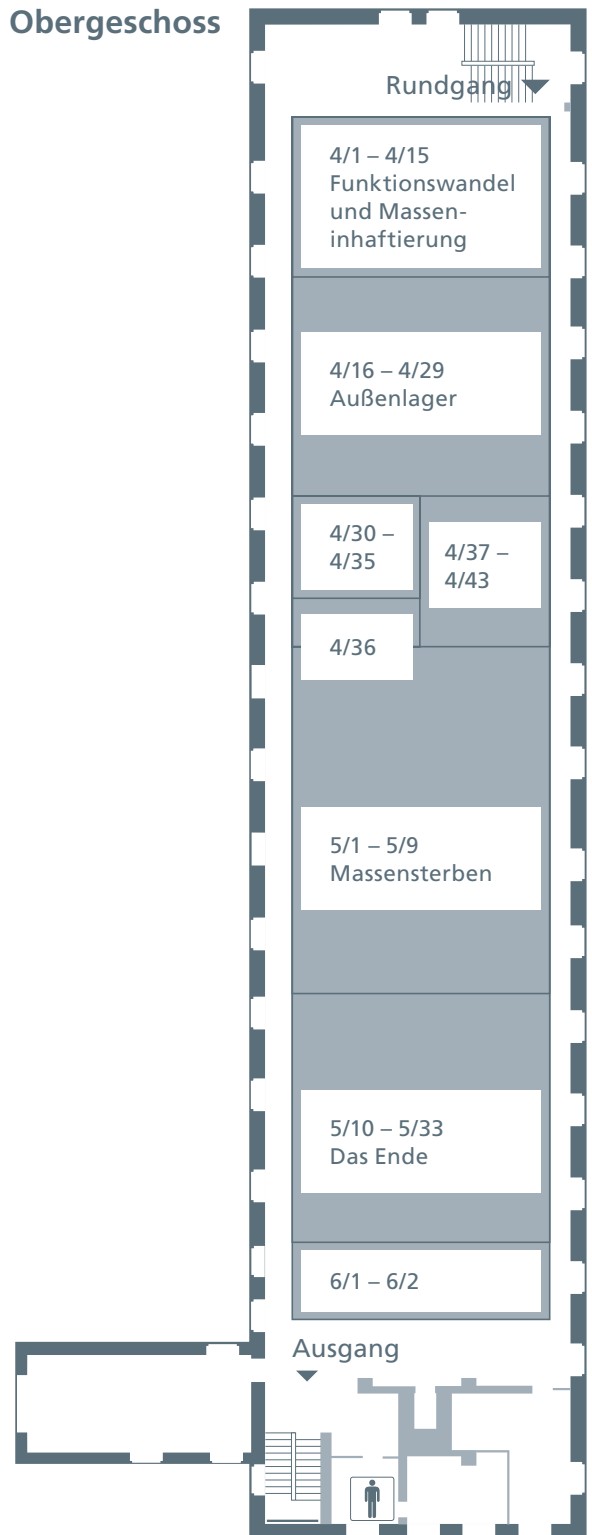 Obergeschoss
Rundgang
4/1 – 4/15
Funktionswandel
und Massen-
inhaftierung
4/16 – 4/29
Außenlager
4/30 –
4/35
4/37 –
4/43
4/36
5/1 – 5/9
Massensterben
5/10 – 5/33
Das Ende
6/1 – 6/2
Ausgang